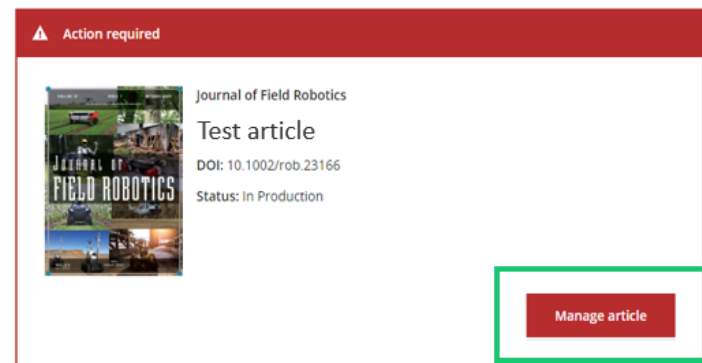 Action required
Journal of Field Robotics
Test article
DOI: 10.1002/rob.23166
Status: In Production
JOURNAL OF
FIELD ROBOTICS
Manage article